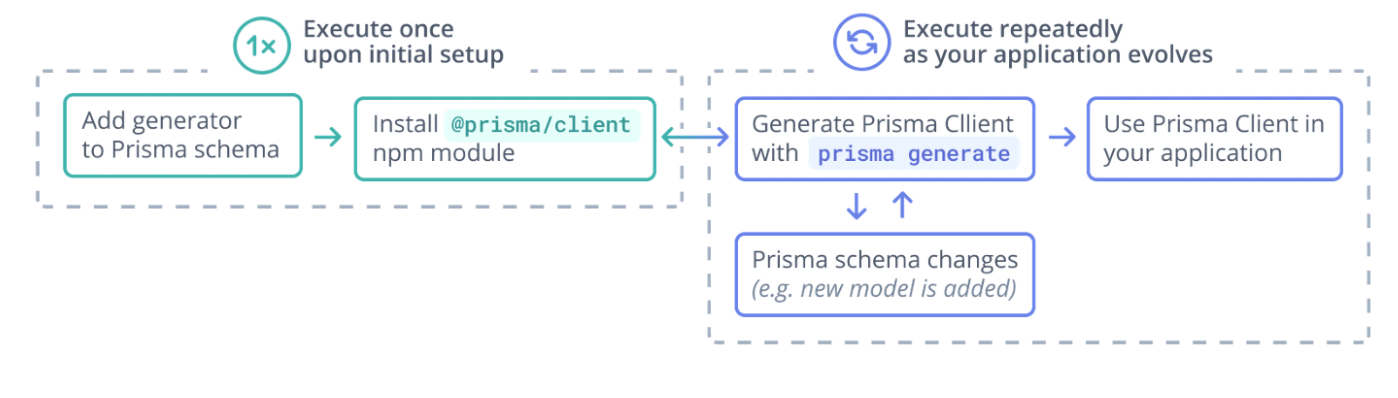 1×
Execute once
upon initial setup
Execute repeatedly
as your application evolves
Add generator
to Prisma schema
Install @prisma/client
npm module
Generate Prisma Cllient
with prisma generate
Use Prisma Client in
your application
Prisma schema changes
(e.g. new model is added)